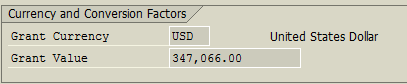 Currency and Conversion Factors
Grant Currency USD United States Dollar
Grant Value 347,066.00